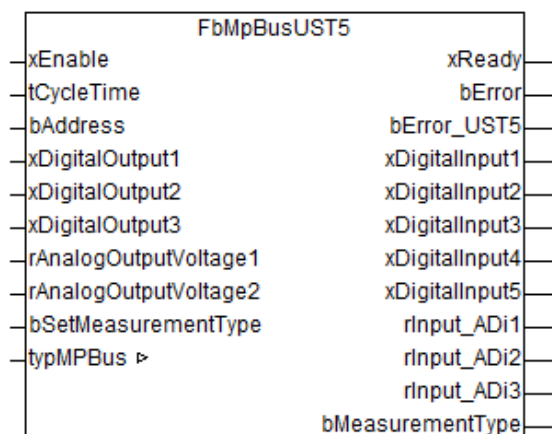 FbMpBusUST5
xEnable xReady
tCycleTime bError
bAddress bError_UST5
xDigitalOutput1 xDigitalInput1
xDigitalOutput2 xDigitalInput2
xDigitalOutput3 xDigitalInput3
rAnalogOutputVoltage1 xDigitalInput4
rAnalogOutputVoltage2 xDigitalInput5
bSetMeasurementType rInput_ADi1
typMPBus ▹ rInput_ADi2
rInput_ADi3
bMeasurementType